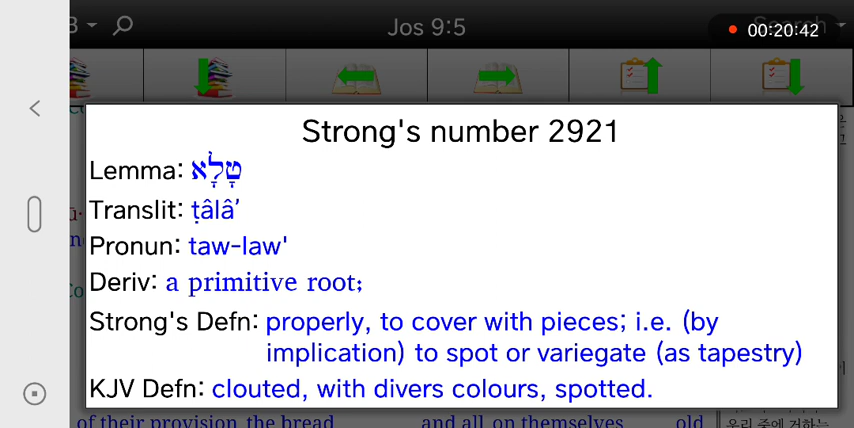 Jos 9:5
00:20:42
Strong's number 2921
Lemma: טָלָא
Translit: ṭâlâʼ
Pronun: taw-law'
Deriv: a primitive root;
Strong's Defn: properly, to cover with pieces; i.e. (by
implication) to spot or variegate (as tapestry)
KJV Defn: clouted, with divers colours, spotted.
of their provision the bread and all on themselves old